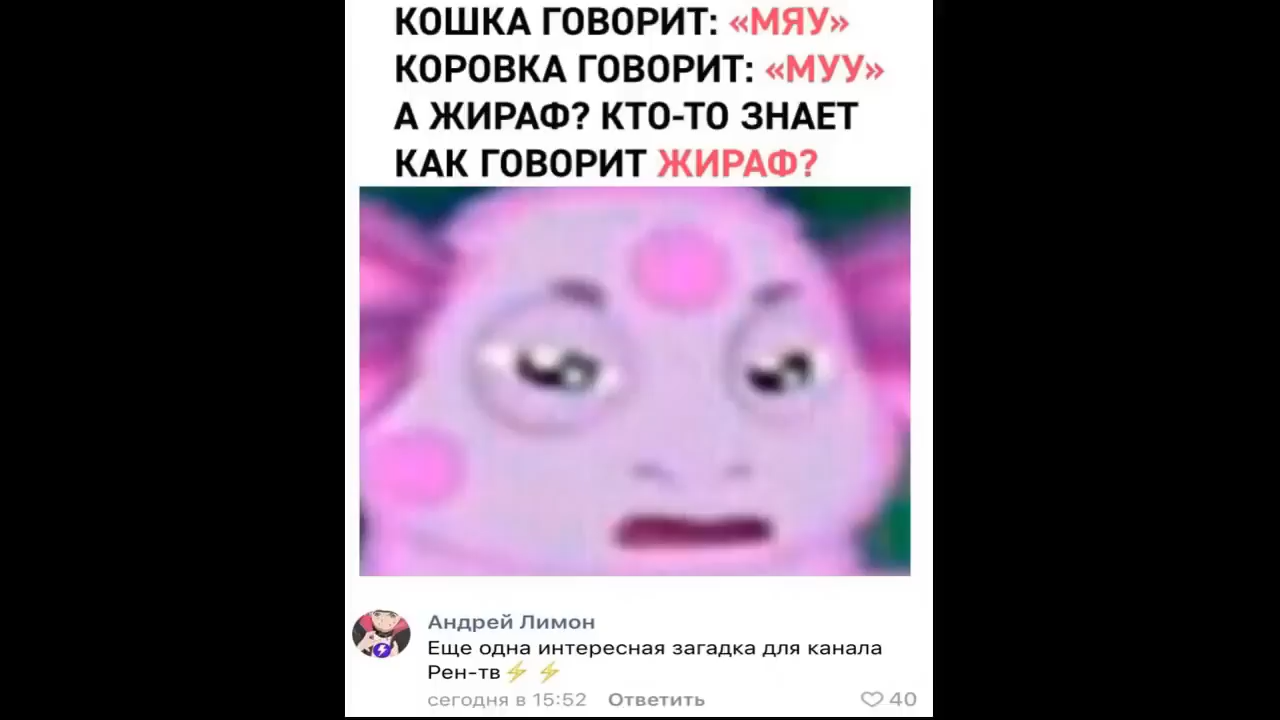 КОШКА ГОВОРИТ: «МЯУ»
КОРОВКА ГОВОРИТ: «МУУ»
А ЖИРАФ? КТО-ТО ЗНАЕТ
КАК ГОВОРИТ ЖИРАФ?
Андрей Лимон
Еще одна интересная загадка для канала
Рен-тв⚡⚡
сегодня в 15:52 Ответить 40